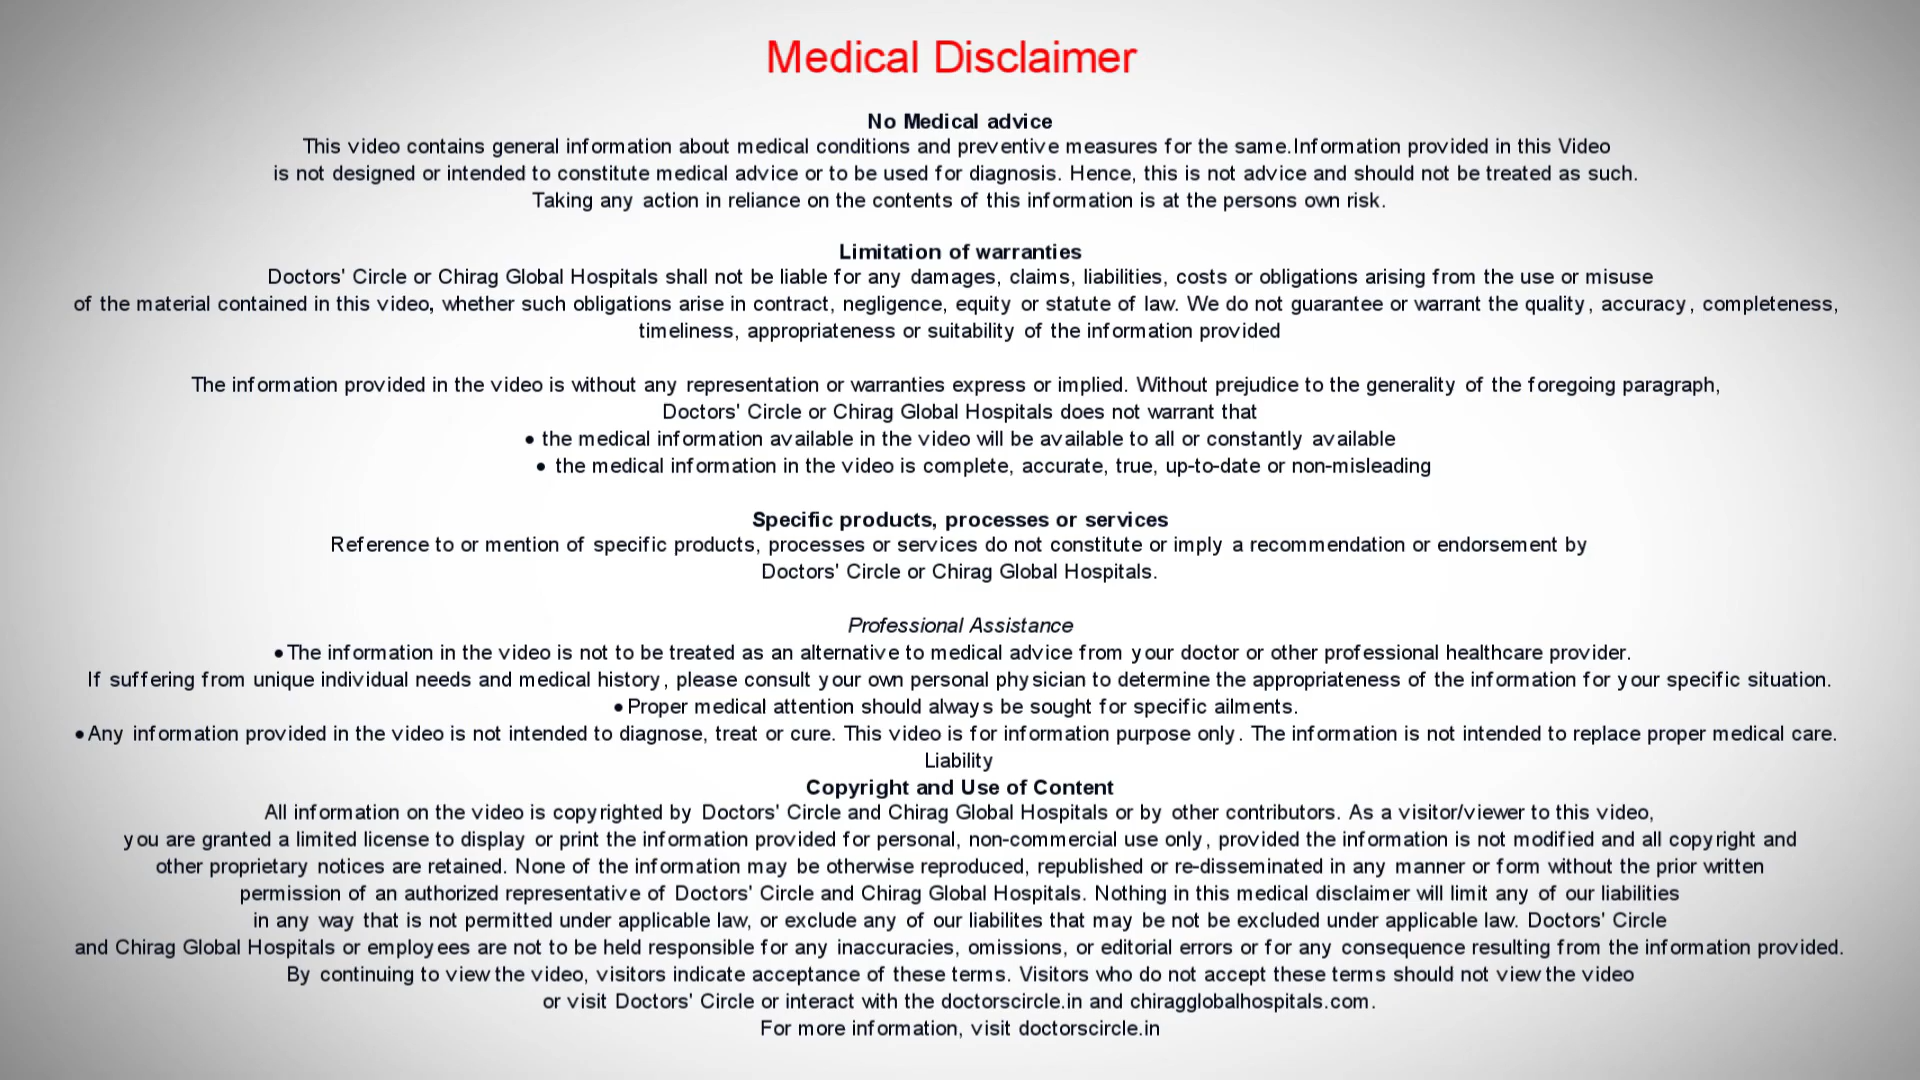 Medical Disclaimer
No Medical advice
This video contains general information about medical conditions and preventive measures for the same.Information provided in this Video
is not designed or intended to constitute medical advice or to be used for diagnosis. Hence, this is not advice and should not be treated as such.
Taking any action in reliance on the contents of this information is at the persons own risk.
Limitation of warranties
Doctors' Circle or Chirag Global Hospitals shall not be liable for any damages, claims, liabilities, costs or obligations arising from the use or misuse
of the material contained in this video, whether such obligations arise in contract, negligence, equity or statute of law. We do not guarantee or warrant the quality, accuracy, completeness,
timeliness, appropriateness or suitability of the information provided
The information provided in the video is without any representation or warranties express or implied. Without prejudice to the generality of the foregoing paragraph,
Doctors' Circle or Chirag Global Hospitals does not warrant that
• the medical information available in the video will be available to all or constantly available
• the medical information in the video is complete, accurate, true, up-to-date or non-misleading
Specific products, processes or services
Reference to or mention of specific products, processes or services do not constitute or imply a recommendation or endorsement by
Doctors' Circle or Chirag Global Hospitals.
Professional Assistance
•The information in the video is not to be treated as an alternative to medical advice from your doctor or other professional healthcare provider.
If suffering from unique individual needs and medical history, please consult your own personal physician to determine the appropriateness of the information for your specific situation.
•Proper medical attention should always be sought for specific ailments.
•Any information provided in the video is not intended to diagnose, treat or cure. This video is for information purpose only. The information is not intended to replace proper medical care.
Liability
Copyright and Use of Content
All information on the video is copyrighted by Doctors' Circle and Chirag Global Hospitals or by other contributors. As a visitor/viewer to this video,
you are granted a limited license to display or print the information provided for personal, non-commercial use only, provided the information is not modified and all copyright and
other proprietary notices are retained. None of the information may be otherwise reproduced, republished or re-disseminated in any manner or form without the prior written
permission of an authorized representative of Doctors' Circle and Chirag Global Hospitals. Nothing in this medical disclaimer will limit any of our liabilities
in any way that is not permitted under applicable law, or exclude any of our liabilites that may be not be excluded under applicable law. Doctors' Circle
and Chirag Global Hospitals or employees are not to be held responsible for any inaccuracies, omissions, or editorial errors or for any consequence resulting from the information provided.
By continuing to view the video, visitors indicate acceptance of these terms. Visitors who do not accept these terms should not view the video
or visit Doctors' Circle or interact with the doctorscircle.in and chiragglobalhospitals.com.
For more information, visit doctorscircle.in